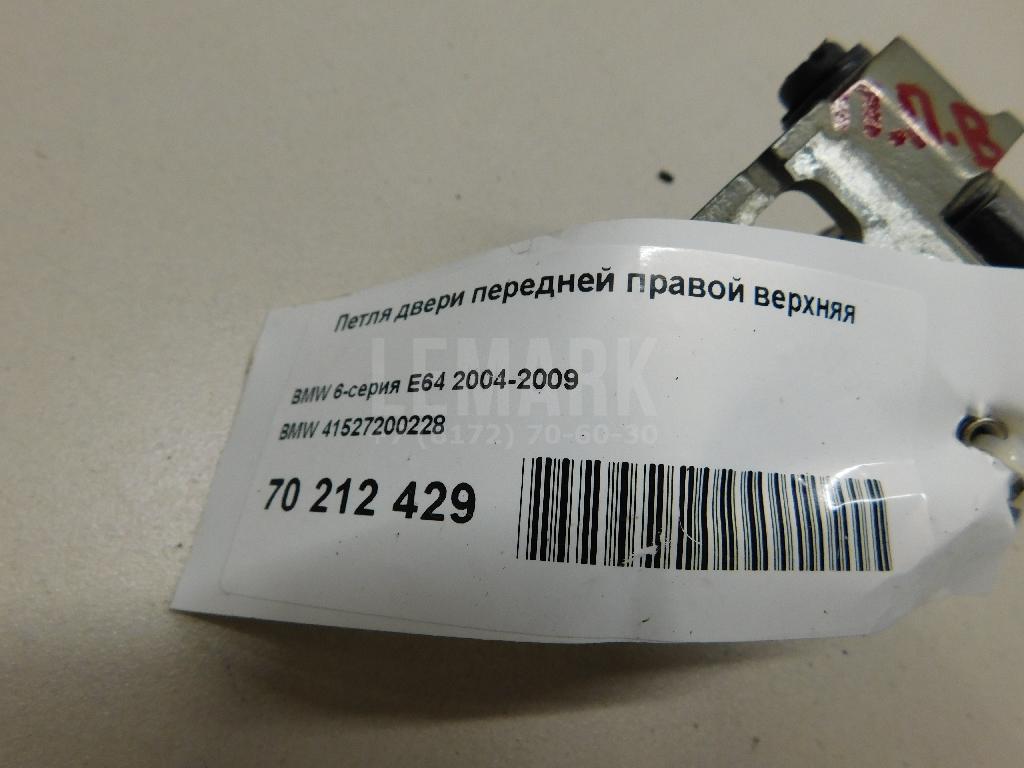 П.П.В
Петля двери передней правой верхняя
LEMARK
BMW 6-серия E64 2004-2009
BMW 41527200228
(8172) 70-60-30
70 212 429